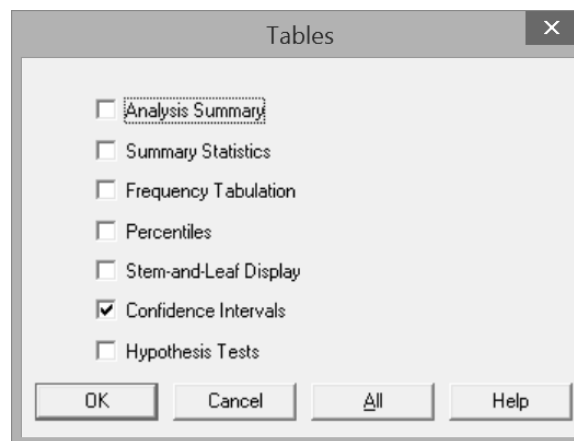 Tables
Analysis Summary
Summary Statistics
Frequency Tabulation
Percentiles
Stem-and-Leaf Display
Confidence Intervals
Hypothesis Tests
OK Cancel All Help